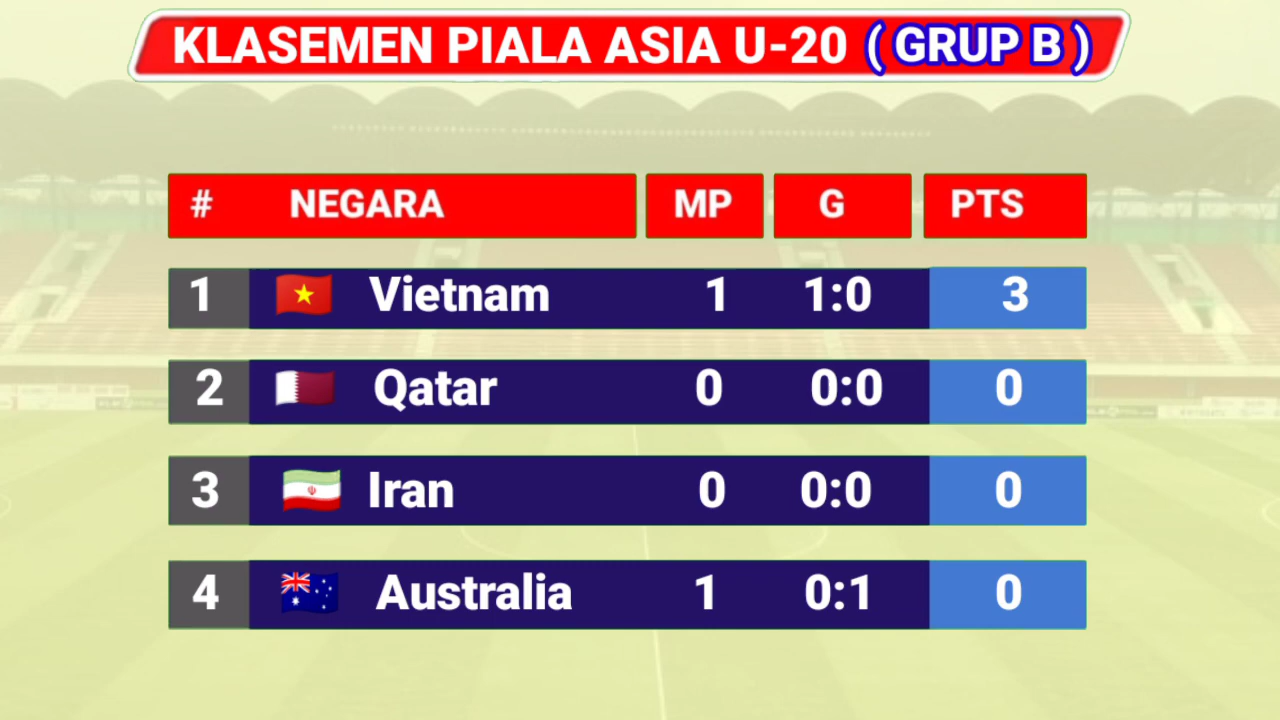 KLASEMEN PIALA ASIA U-20 ( GRUP B )
# NEGARA MP G PTS
1 Vietnam 1 1:0 3
2 Qatar 0 0:0 0
3 Iran 0 0:0 0
4 Australia 1 0:1 0